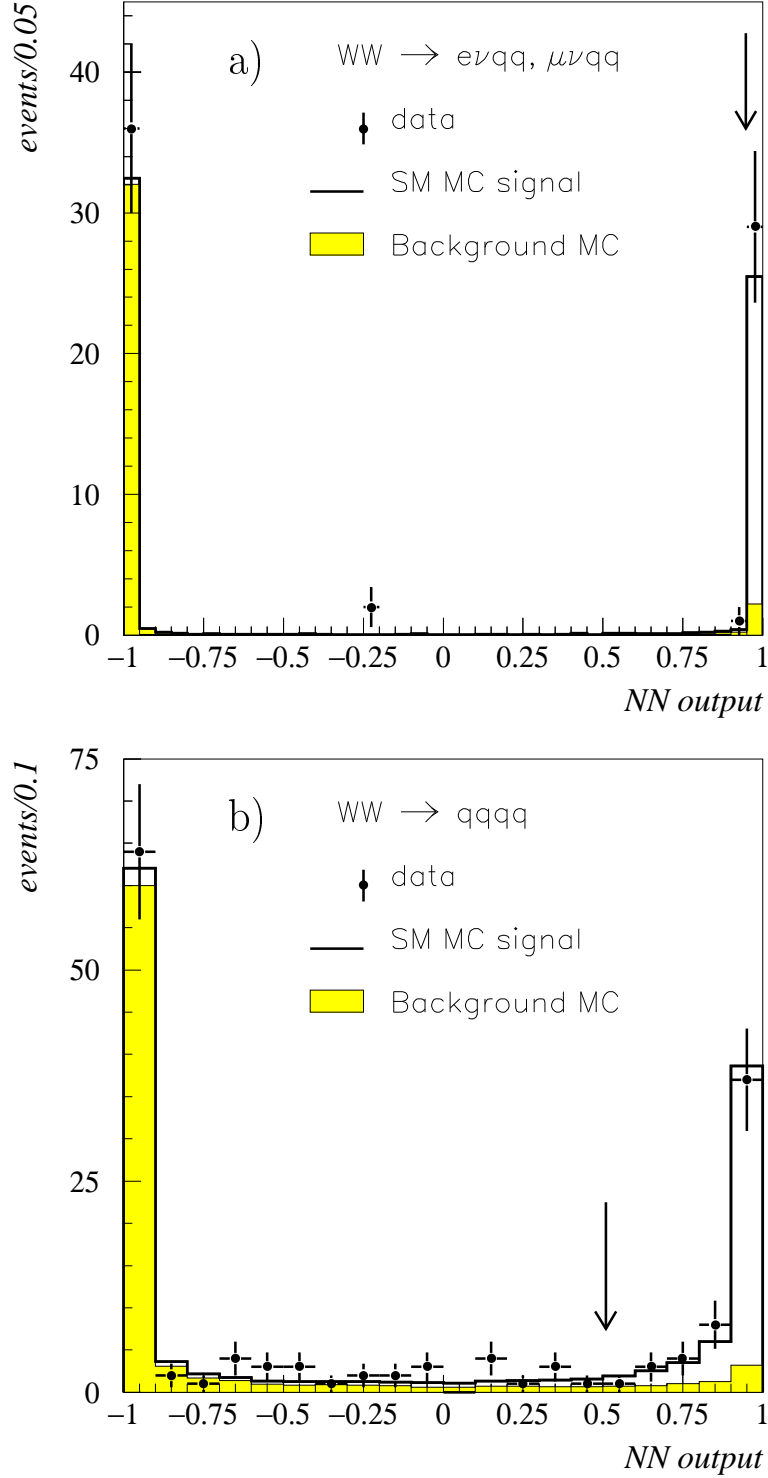 events/0.05
a) WW → eνqq, μνqq
data
SM MC signal
Background MC
40
30
20
10
0
−1 −0.75 −0.5 −0.25 0 0.25 0.5 0.75 1
NN output
events/0.1
b) WW → qqqq
data
SM MC signal
Background MC
75
50
25
0
−1 −0.75 −0.5 −0.25 0 0.25 0.5 0.75 1
NN output